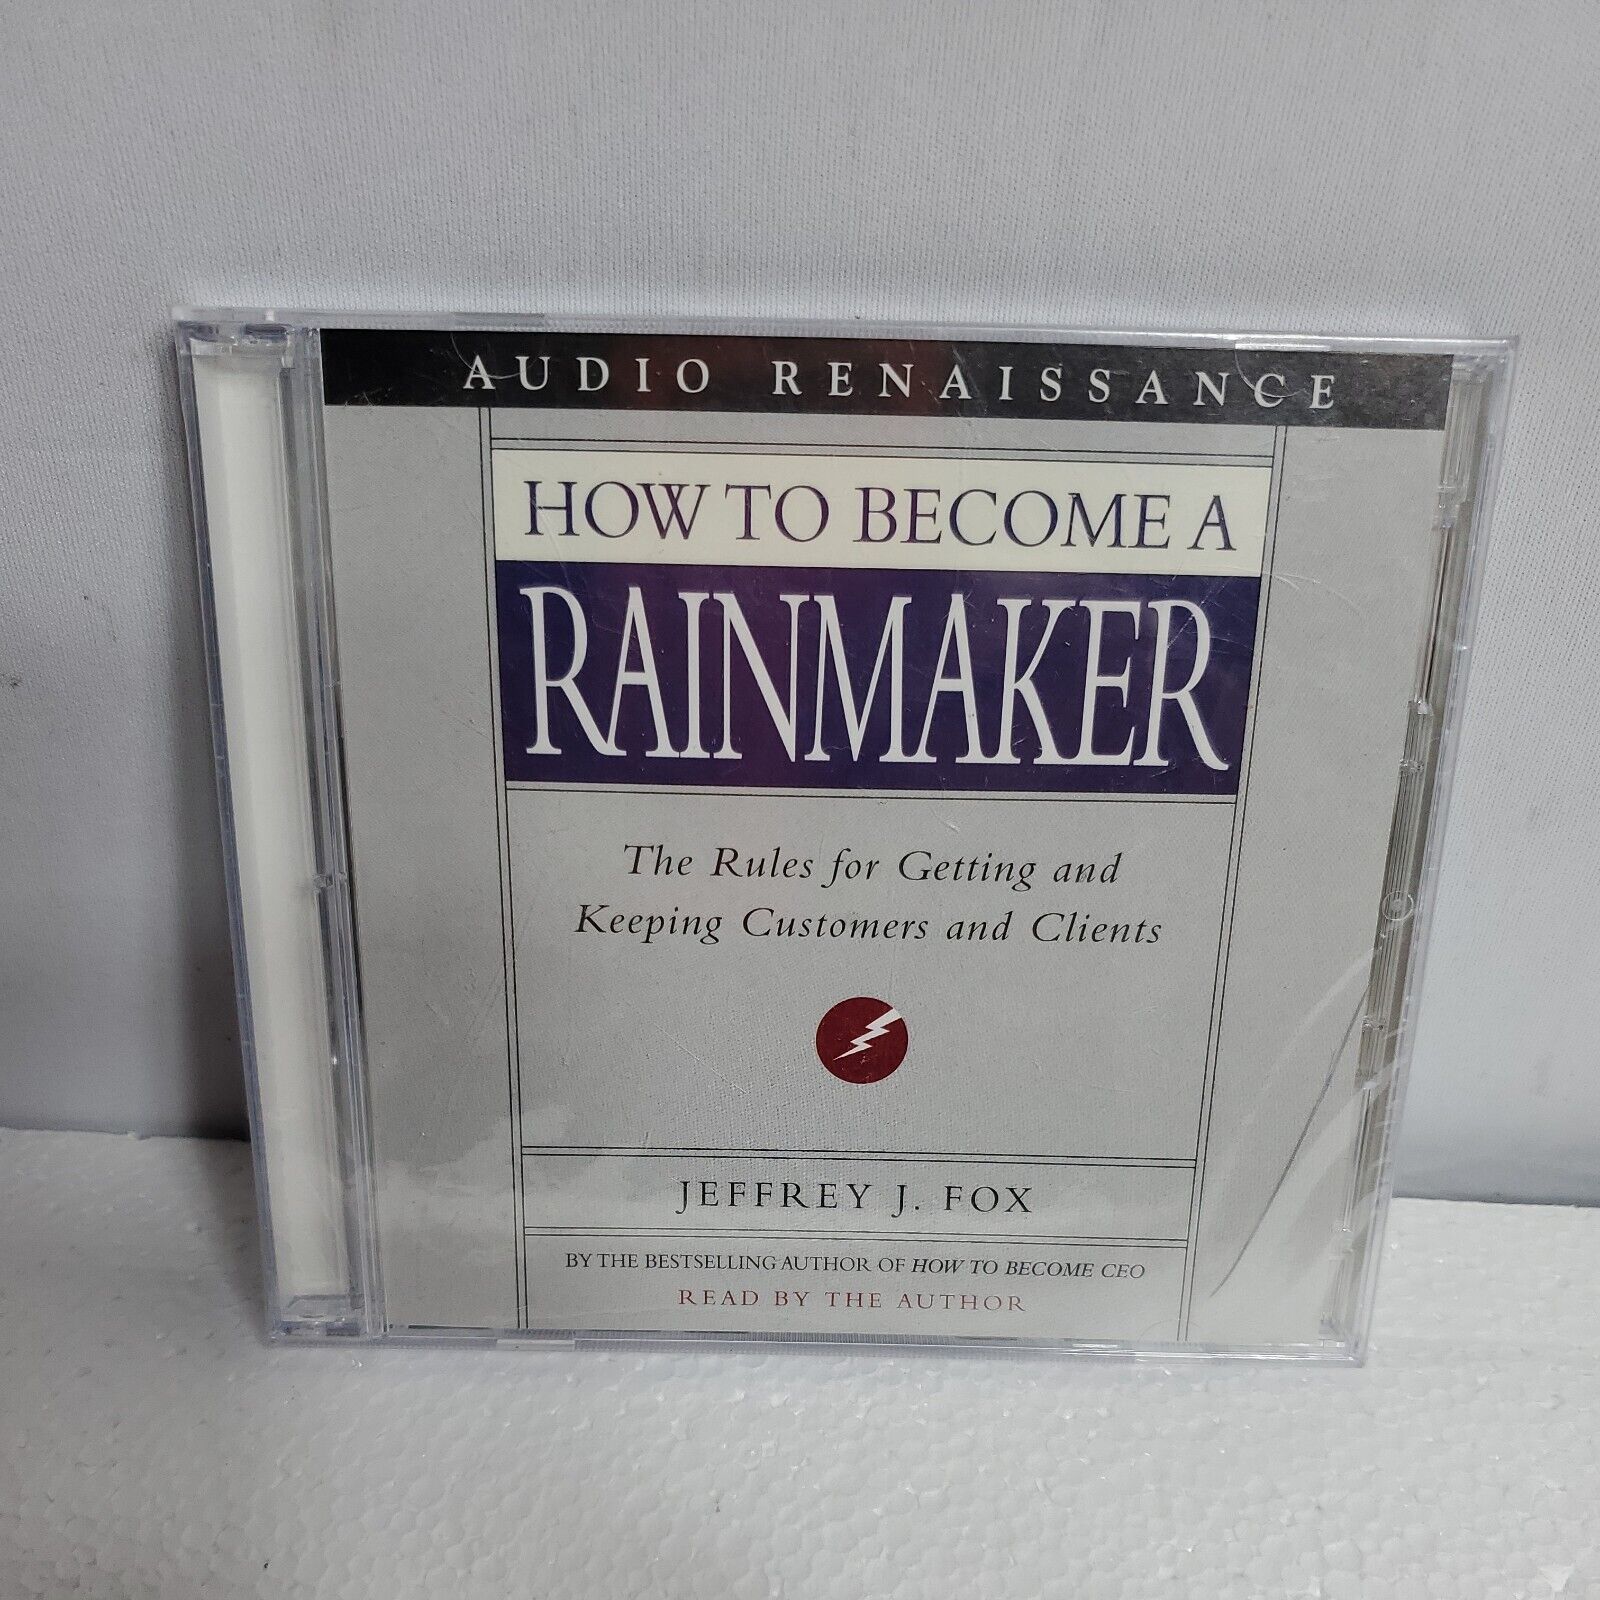 AUDIO RENAISSANCE
HOW TO BECOME A
RAINMAKER
The Rules for Getting and
Keeping Customers and Clients
JEFFREY J. FOX
BY THE BESTSELLING AUTHOR OF HOW TO BECOME CEO
READ BY THE AUTHOR